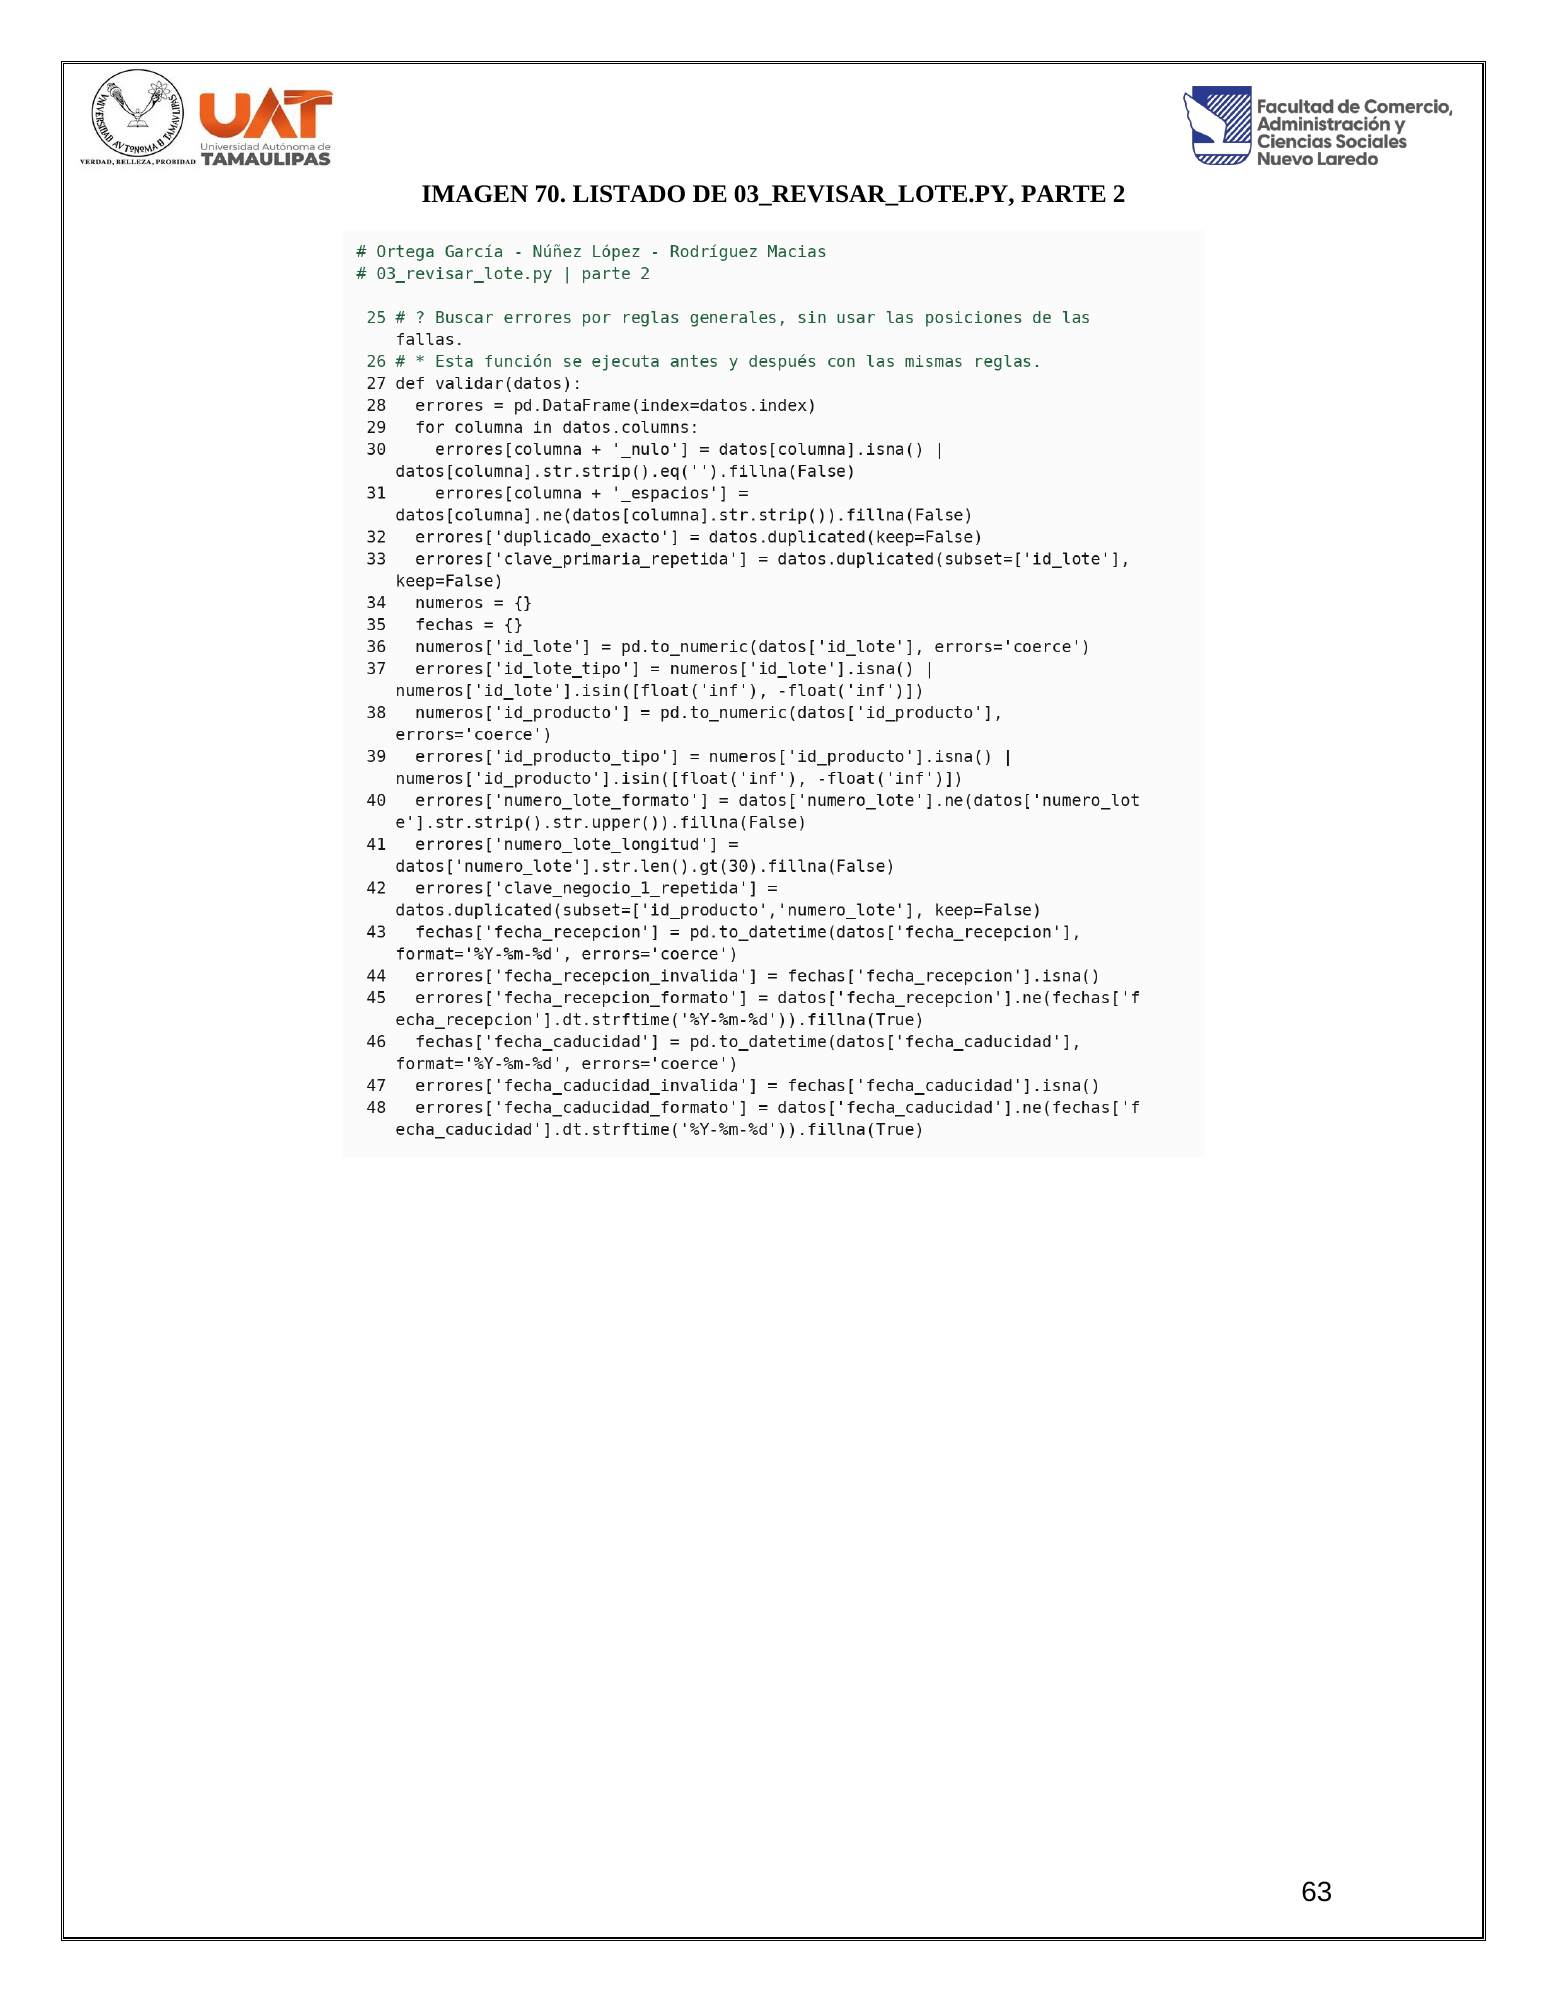 UNIVERSIDAD AVTONOMA D TAMAVLIPAS
VERDAD, BELLEZA, PROBIDAD
UAT
Universidad Autónoma de
TAMAULIPAS
Facultad de Comercio,
Administración y
Ciencias Sociales
Nuevo Laredo
IMAGEN 70. LISTADO DE 03_REVISAR_LOTE.PY, PARTE 2
# Ortega García - Núñez López - Rodríguez Macias
# 03_revisar_lote.py | parte 2
25 # ? Buscar errores por reglas generales, sin usar las posiciones de las
fallas.
26 # * Esta función se ejecuta antes y después con las mismas reglas.
27 def validar(datos):
28   errores = pd.DataFrame(index=datos.index)
29   for columna in datos.columns:
30     errores[columna + '_nulo'] = datos[columna].isna() |
datos[columna].str.strip().eq('').fillna(False)
31     errores[columna + '_espacios'] =
datos[columna].ne(datos[columna].str.strip()).fillna(False)
32   errores['duplicado_exacto'] = datos.duplicated(keep=False)
33   errores['clave_primaria_repetida'] = datos.duplicated(subset=['id_lote'],
keep=False)
34   numeros = {}
35   fechas = {}
36   numeros['id_lote'] = pd.to_numeric(datos['id_lote'], errors='coerce')
37   errores['id_lote_tipo'] = numeros['id_lote'].isna() |
numeros['id_lote'].isin([float('inf'), -float('inf')])
38   numeros['id_producto'] = pd.to_numeric(datos['id_producto'],
errors='coerce')
39   errores['id_producto_tipo'] = numeros['id_producto'].isna() |
numeros['id_producto'].isin([float('inf'), -float('inf')])
40   errores['numero_lote_formato'] = datos['numero_lote'].ne(datos['numero_lot
e'].str.strip().str.upper()).fillna(False)
41   errores['numero_lote_longitud'] =
datos['numero_lote'].str.len().gt(30).fillna(False)
42   errores['clave_negocio_1_repetida'] =
datos.duplicated(subset=['id_producto','numero_lote'], keep=False)
43   fechas['fecha_recepcion'] = pd.to_datetime(datos['fecha_recepcion'],
format='%Y-%m-%d', errors='coerce')
44   errores['fecha_recepcion_invalida'] = fechas['fecha_recepcion'].isna()
45   errores['fecha_recepcion_formato'] = datos['fecha_recepcion'].ne(fechas['f
echa_recepcion'].dt.strftime('%Y-%m-%d')).fillna(True)
46   fechas['fecha_caducidad'] = pd.to_datetime(datos['fecha_caducidad'],
format='%Y-%m-%d', errors='coerce')
47   errores['fecha_caducidad_invalida'] = fechas['fecha_caducidad'].isna()
48   errores['fecha_caducidad_formato'] = datos['fecha_caducidad'].ne(fechas['f
echa_caducidad'].dt.strftime('%Y-%m-%d')).fillna(True)
63